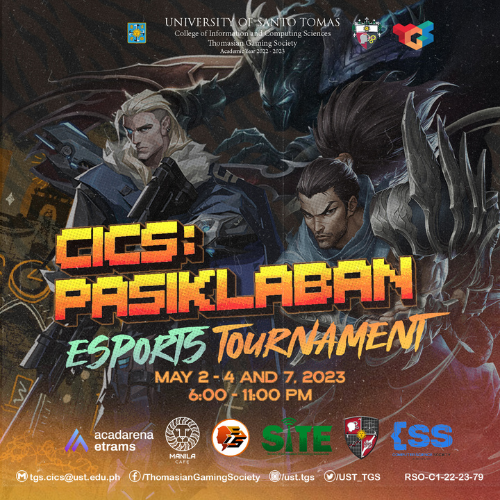 UNIVERSITY OF SANTO TOMAS
College of Information and Computing Sciences
Thomasian Gaming Society
Academic Year 2022 - 2023
CICS:
PASIKLABAN
ESPORTS TOURNAMENT
MAY 2 - 4 AND 7, 2023
6:00 - 11:00 PM
acadarena
etrams
MANILA
CAFE
SITE
CSS
tgs.cics@ust.edu.ph
/ThomasianGamingSociety
/ust.tgs
/UST_TGS
RSO-C1-22-23-79